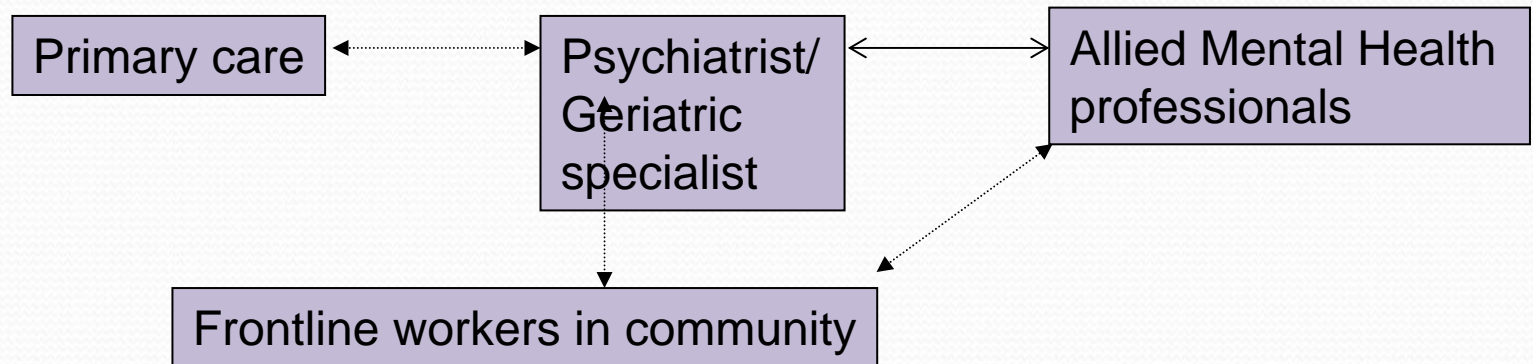 Primary care
Psychiatrist/
Geriatric
specialist
Allied Mental Health
professionals
Frontline workers in community